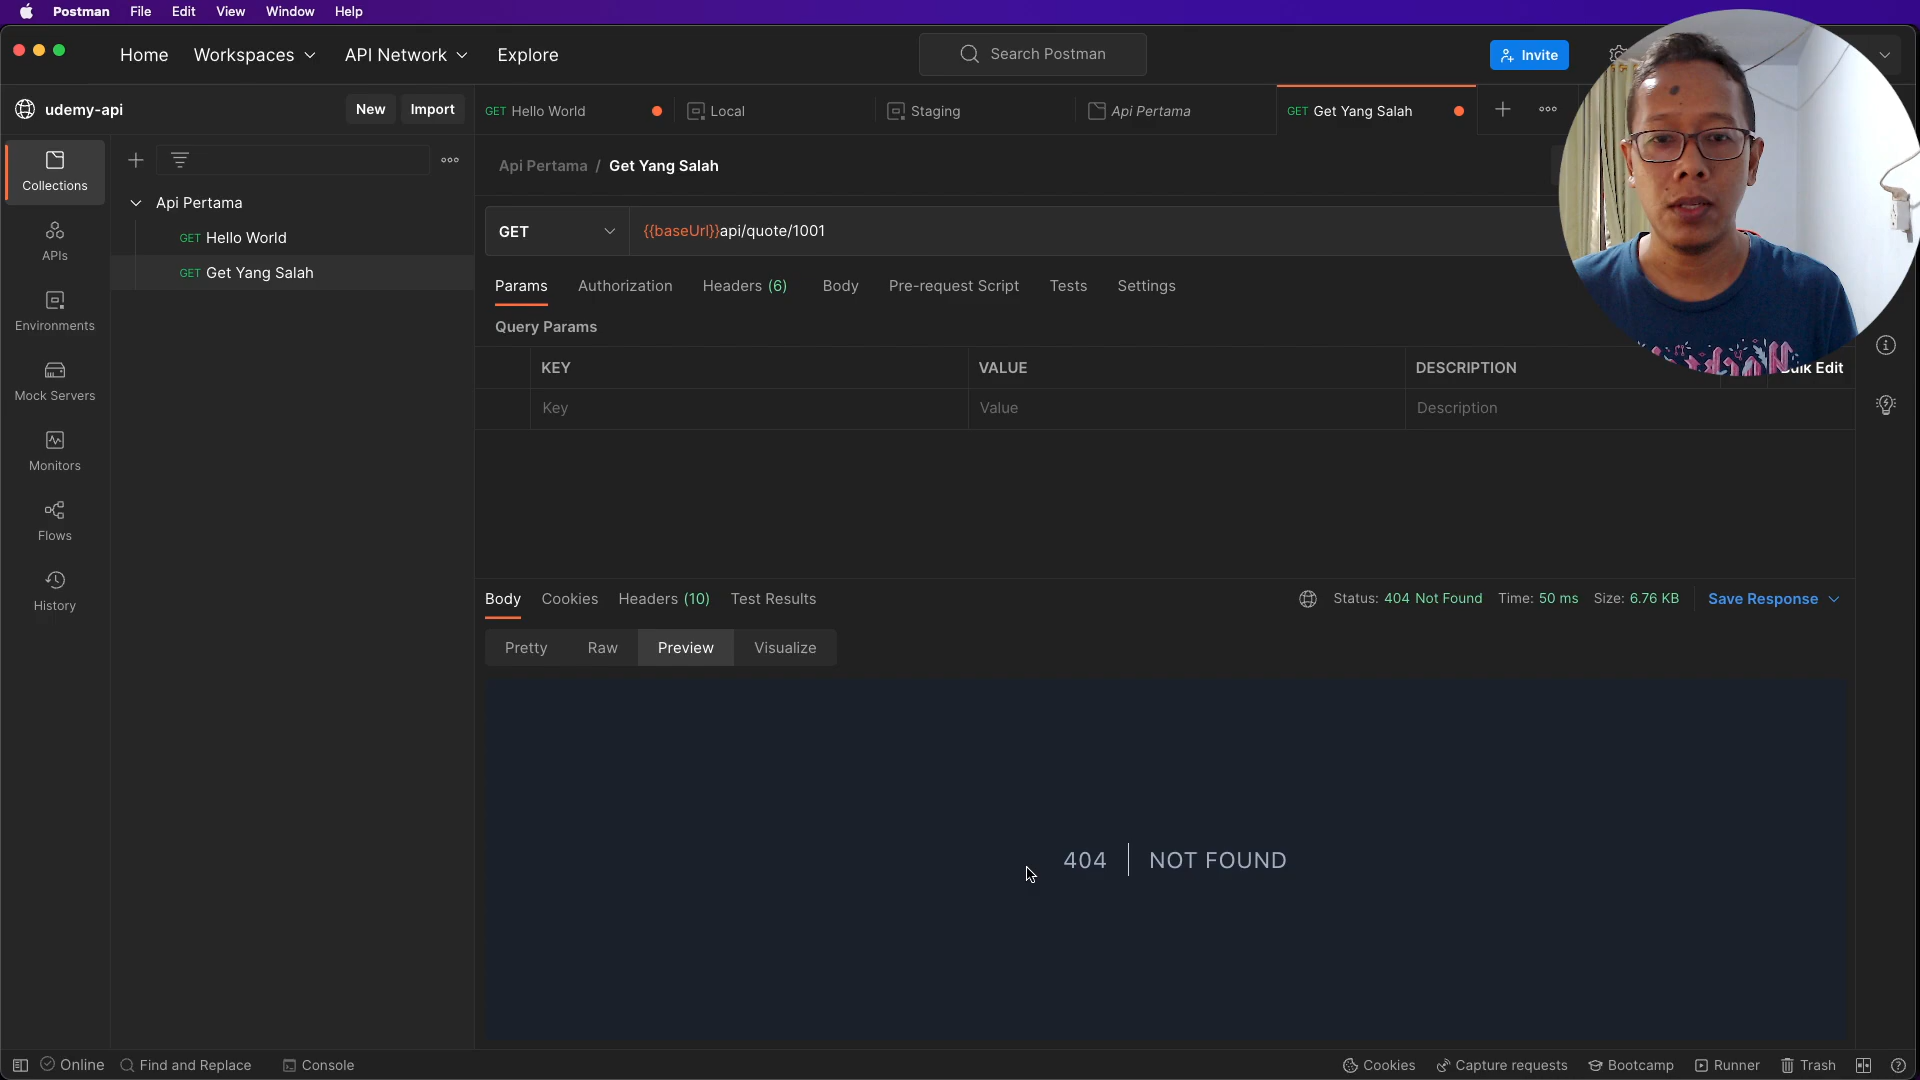 Postman File Edit View Window Help
Home Workspaces API Network Explore Search Postman Invite
udemy-api New Import GET Hello World Local Staging Api Pertama GET Get Yang Salah
Collections
Api Pertama / Get Yang Salah
Api Pertama
GET Hello World
GET Get Yang Salah
APIs
Environments
Mock Servers
Monitors
Flows
History
GET {{baseUrl}}api/quote/1001
Params Authorization Headers (6) Body Pre-request Script Tests Settings
Query Params
KEY VALUE DESCRIPTION Bulk Edit
Key Value Description
Body Cookies Headers (10) Test Results Status: 404 Not Found Time: 50 ms Size: 6.76 KB Save Response
Pretty Raw Preview Visualize
404 NOT FOUND
Online Find and Replace Console Cookies Capture requests Bootcamp Runner Trash